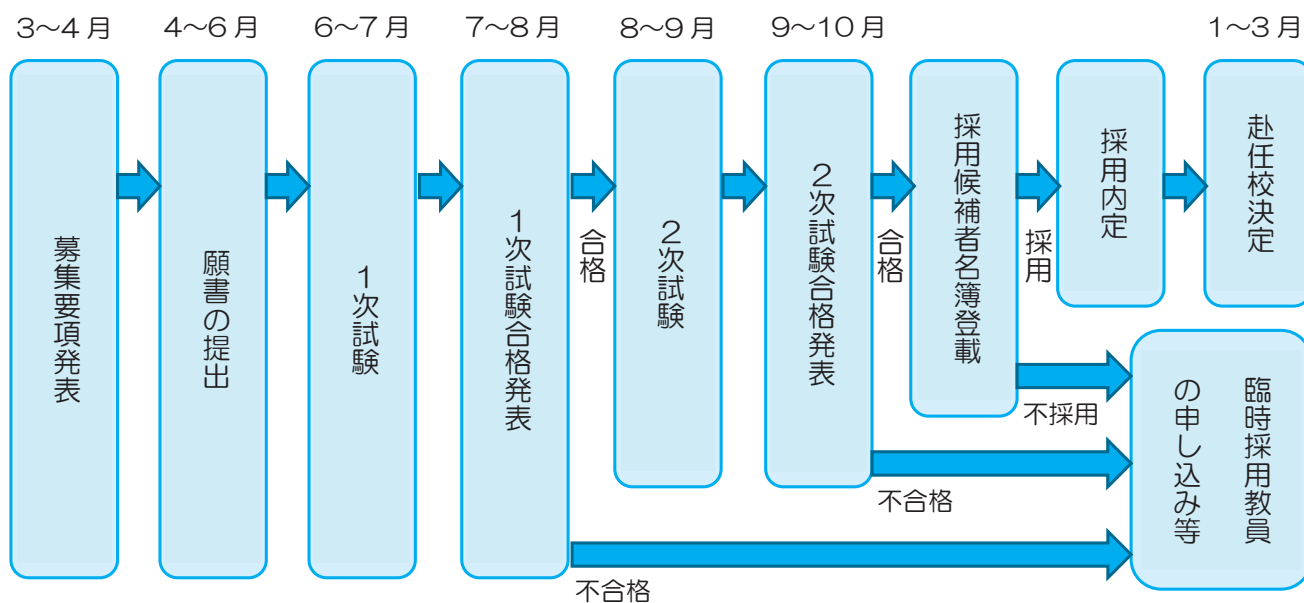 3～4月
4～6月
6～7月
7～8月
8～9月
9～10月
1～3月
募集要項発表
願書の提出
1次試験
1次試験合格発表
合格
2次試験
2次試験合格発表
合格
採用候補者名簿登載
採用
採用内定
赴任校決定
不採用
不合格
不合格
臨時採用教員
の申し込み等